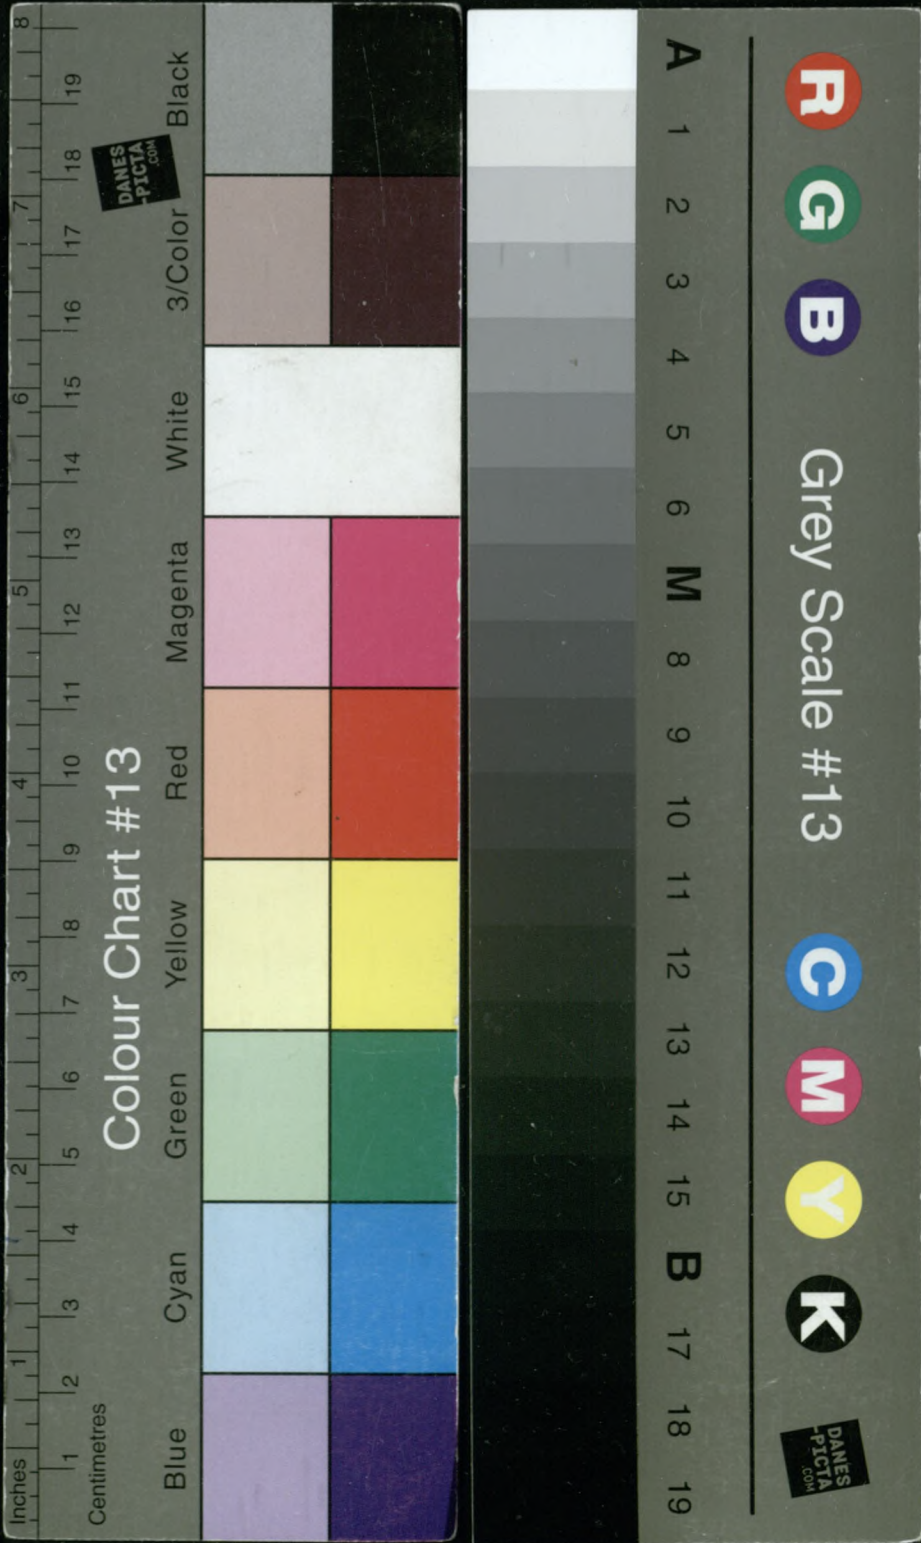 Colour Chart #13
Blue
Cyan
Green
Yellow
Red
Magenta
White
3/Color
Black
Inches
1
2
3
4
5
6
7
8
Centimetres
1
2
3
4
5
6
7
8
9
10
11
12
13
14
15
16
17
18
19
DANES
-PICTA
.COM
R
G
B
Grey Scale #13
C
M
Y
K
A
1
2
3
4
5
6
M
8
9
10
11
12
13
14
15
B
17
18
19
DANES
-PICTA
.COM